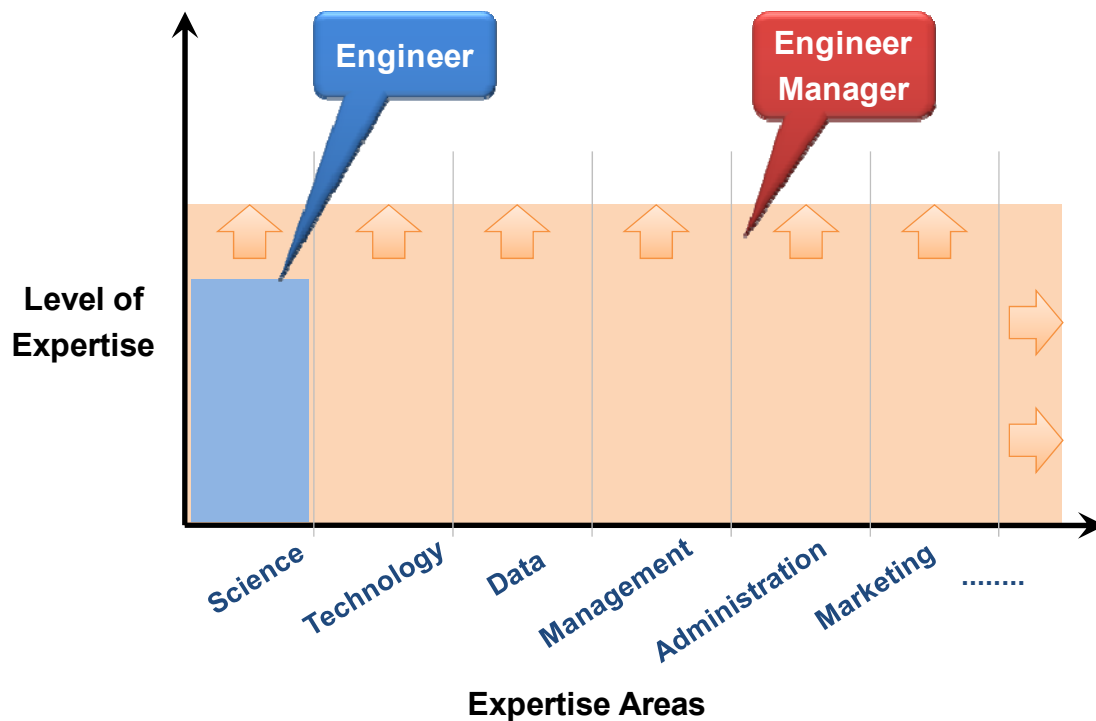 Engineer
Engineer
Manager
Level of
Expertise
Science
Technology
Data
Management
Administration
Marketing
........
Expertise Areas